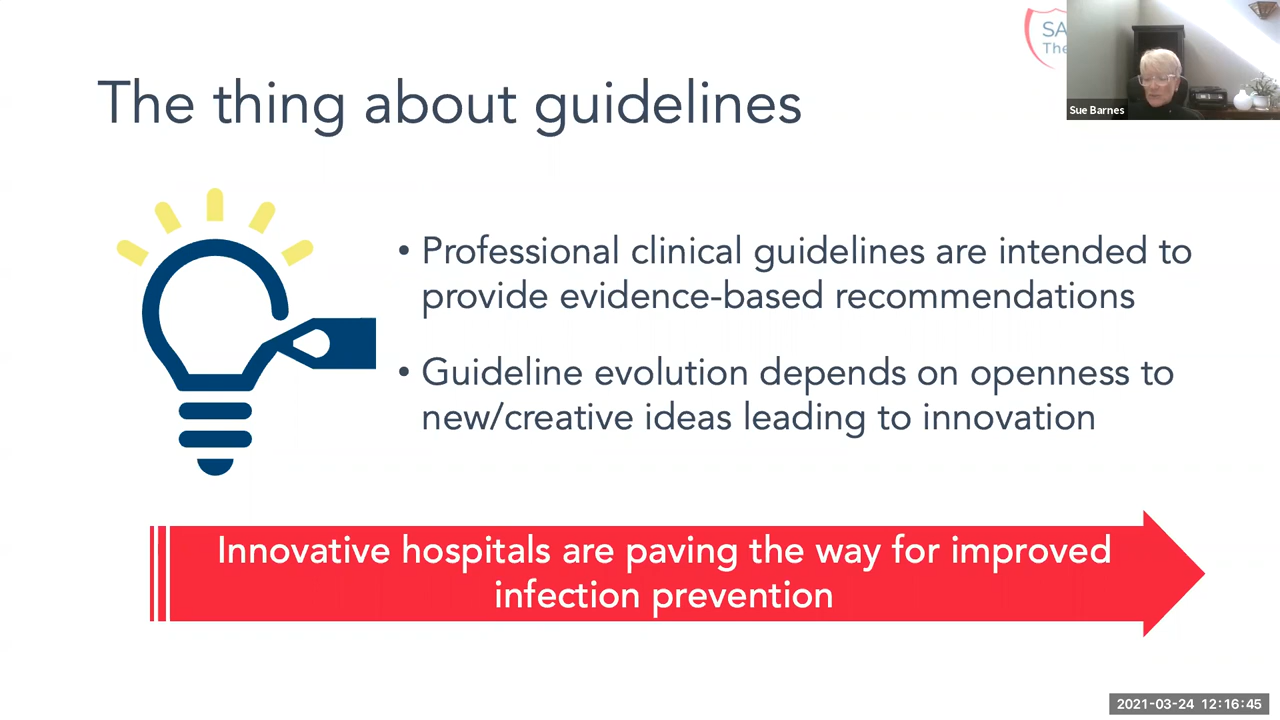 The thing about guidelines
Sue Barnes
• Professional clinical guidelines are intended to
provide evidence-based recommendations
• Guideline evolution depends on openness to
new/creative ideas leading to innovation
Innovative hospitals are paving the way for improved
infection prevention
2021-03-24 12:16:45